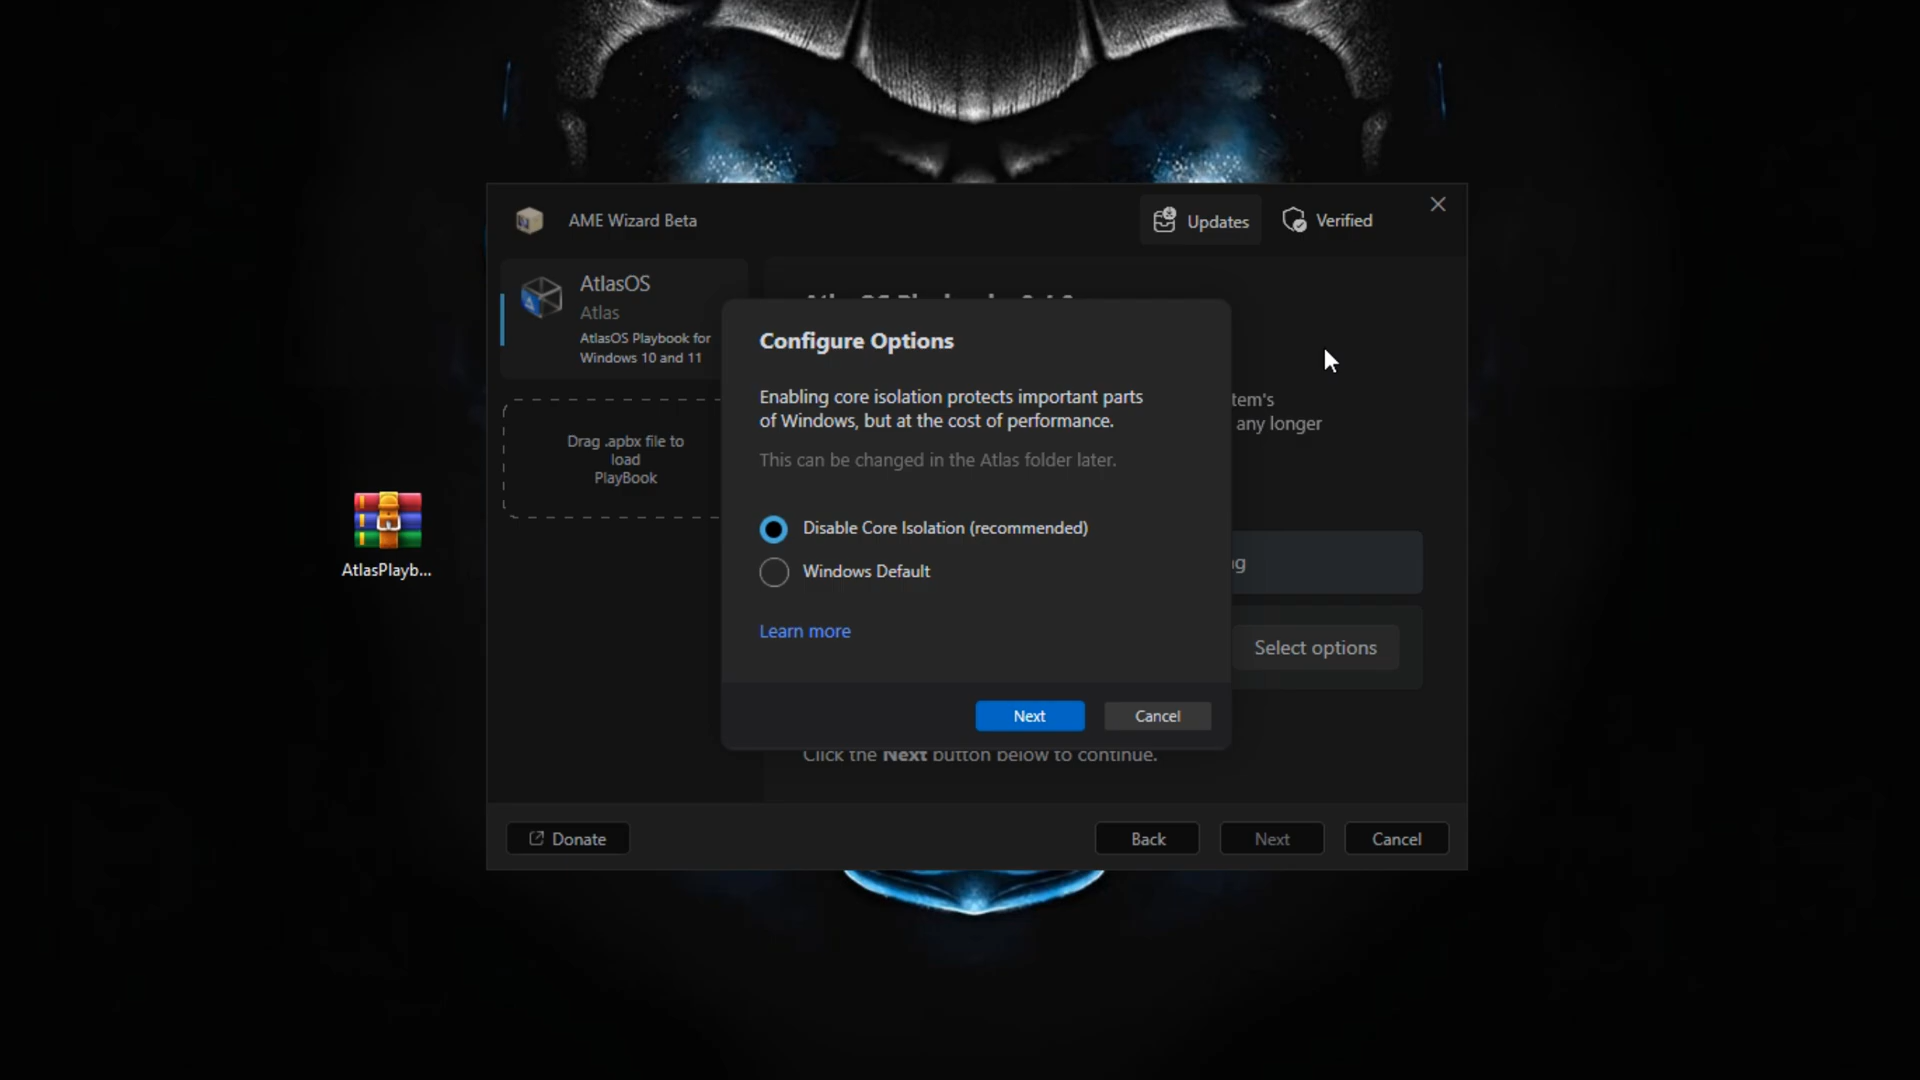 AME Wizard Beta
Updates
Verified
AtlasOS
Atlas
AtlasOS Playbook for
Windows 10 and 11
Drag .apbx file to
load
PlayBook
AtlasPlayb...
Configure Options
Enabling core isolation protects important parts
of Windows, but at the cost of performance.
This can be changed in the Atlas folder later.
Disable Core Isolation (recommended)
Windows Default
Learn more
Next
Cancel
tem's
any longer
g
Select options
Click the Next button below to continue.
Donate
Back
Next
Cancel